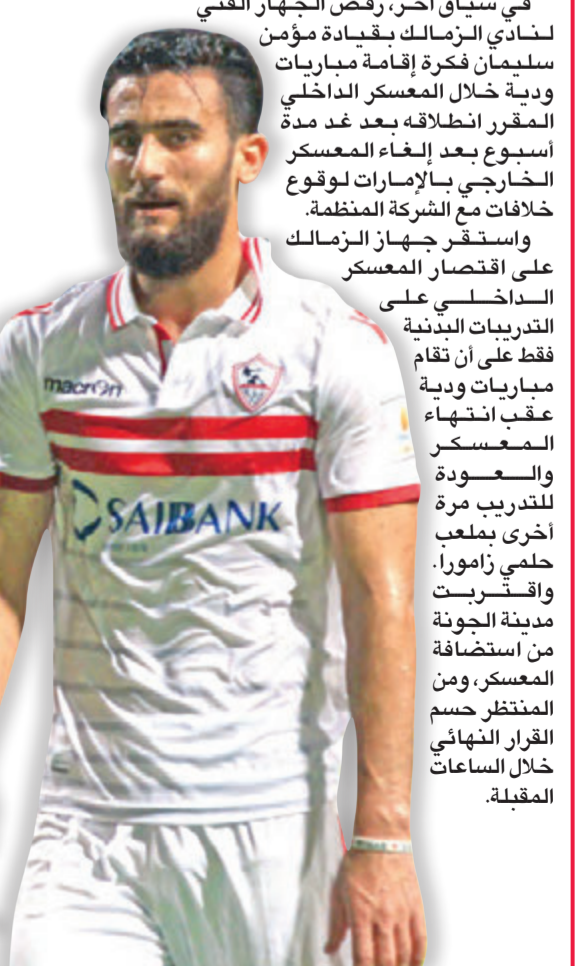 في سياق آخر، رفض الجهاز الفني
لنادي الزمالك بقيادة مؤمن
سليمان فكرة إقامة مباريات
ودية خلال المعسكر الداخلي
المقرر انطلاقه بعد غد مدة
أسبوع بعد إلغاء المعسكر
الخارجي بالإمارات لوقوع
خلافات مع الشركة المنظمة.
واستقر جهاز الزمالك
على اقتصار المعسكر
الداخلي على
التدريبات البدنية
فقط على أن تقام
مباريات ودية
عقب انتهاء
المعسكر
والعودة
للتدريب مرة
أخرى بملعب
حلمي زامورا.
واقتربت
مدينة الجونة
من استضافة
المعسكر، ومن
المنتظر حسم
القرار النهائي
خلال الساعات
المقبلة.
macron
SAIBANK